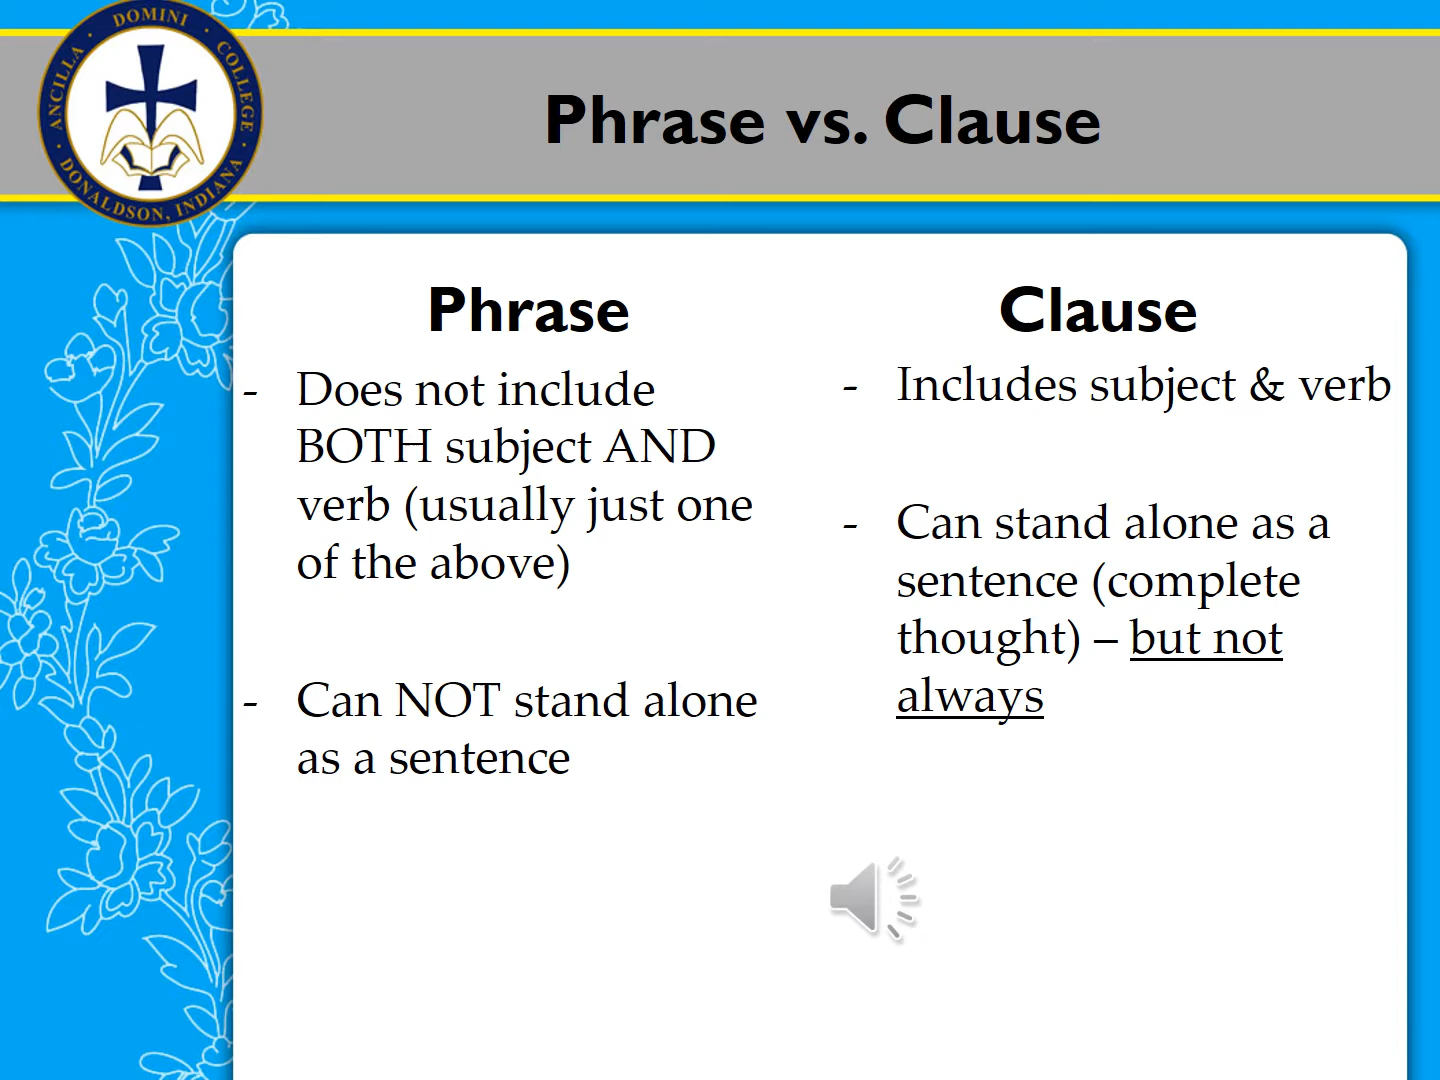 ANCILLA DOMINI COLLEGE
DONALDSON, INDIANA
Phrase vs. Clause
Phrase
- Does not include
BOTH subject AND
verb (usually just one
of the above)
- Can NOT stand alone
as a sentence
Clause
- Includes subject & verb
- Can stand alone as a
sentence (complete
thought) – but not
always